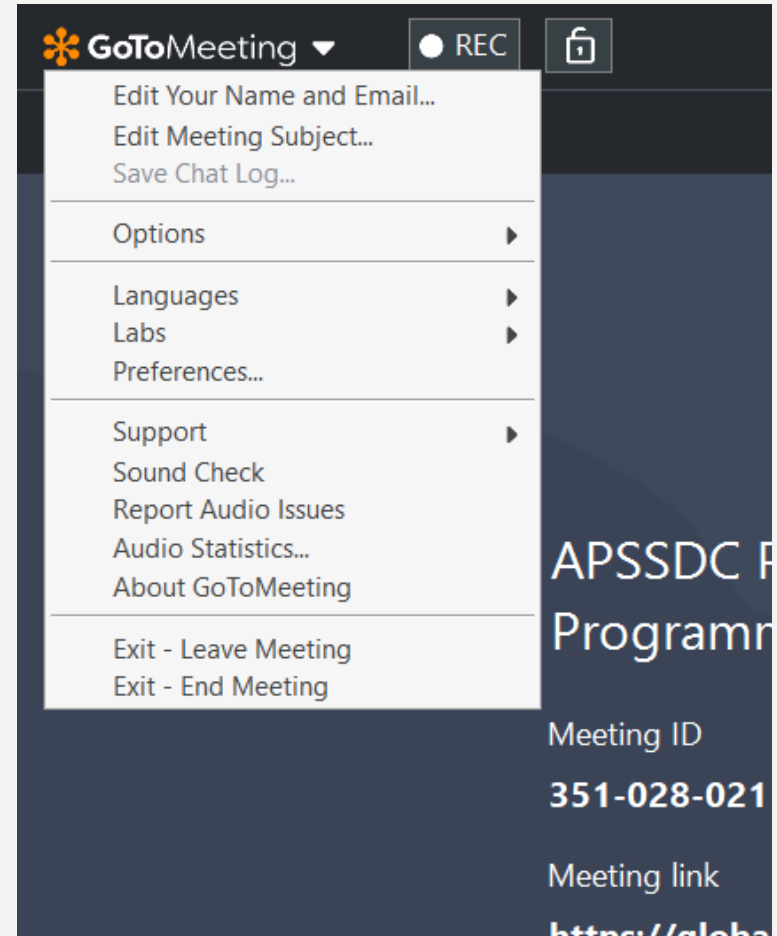 GoToMeeting REC
Edit Your Name and Email...
Edit Meeting Subject...
Save Chat Log...
Options
Languages
Labs
Preferences...
Support
Sound Check
Report Audio Issues
Audio Statistics...
About GoToMeeting
Exit - Leave Meeting
Exit - End Meeting
APSSDC
Meeting ID
351-028-021
Meeting link